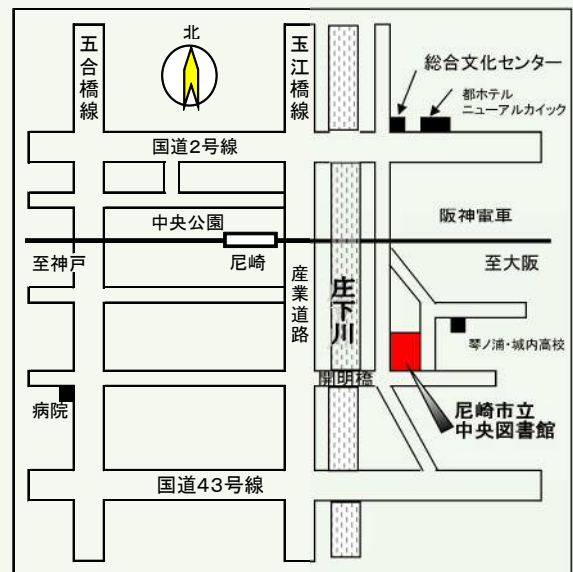 北
五合橋線
玉江橋線
総合文化センター
都ホテル
ニューアルカイック
国道2号線
中央公園
阪神電車
至神戸
尼崎
至大阪
産業道路
庄下川
琴ノ浦・城内高校
開明橋
病院
尼崎市立
中央図書館
国道43号線